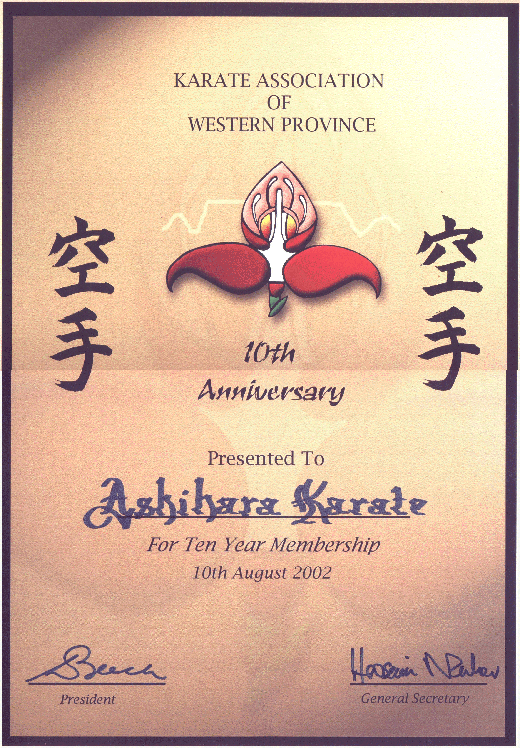 KARATE ASSOCIATION
OF
WESTERN PROVINCE
空手
空手
10th
Anniversary
Presented To
Ashihara Karate
For Ten Year Membership
10th August 2002
President
General Secretary